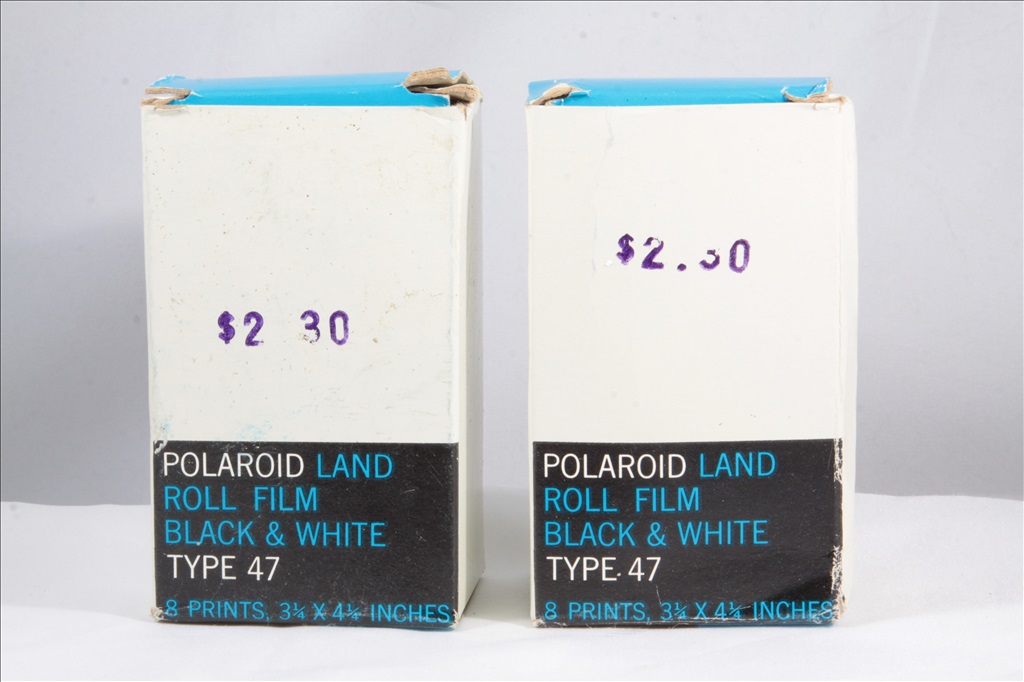 $2 30
POLAROID LAND
ROLL FILM
BLACK & WHITE
TYPE 47
8 PRINTS, 3¼ X 4¼ INCHES
$2.30
POLAROID LAND
ROLL FILM
BLACK & WHITE
TYPE 47
8 PRINTS, 3¼ X 4¼ INCHES